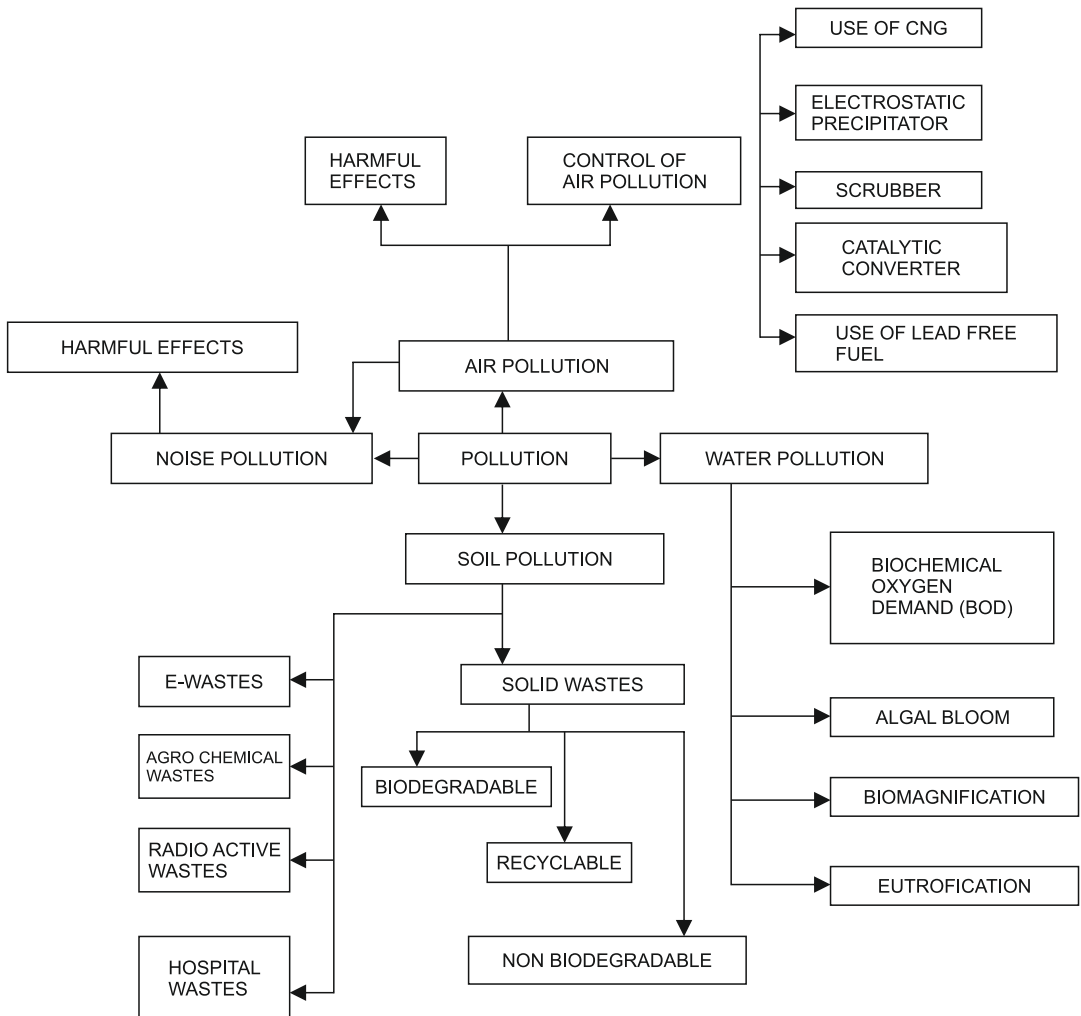 USE OF CNG
ELECTROSTATIC
PRECIPITATOR
HARMFUL
EFFECTS
CONTROL OF
AIR POLLUTION
SCRUBBER
CATALYTIC
CONVERTER
USE OF LEAD FREE
FUEL
HARMFUL EFFECTS
AIR POLLUTION
NOISE POLLUTION
POLLUTION
WATER POLLUTION
SOIL POLLUTION
BIOCHEMICAL
OXYGEN
DEMAND (BOD)
E-WASTES
SOLID WASTES
ALGAL BLOOM
AGRO CHEMICAL
WASTES
BIODEGRADABLE
BIOMAGNIFICATION
RADIO ACTIVE
WASTES
RECYCLABLE
EUTROFICATION
HOSPITAL
WASTES
NON BIODEGRADABLE